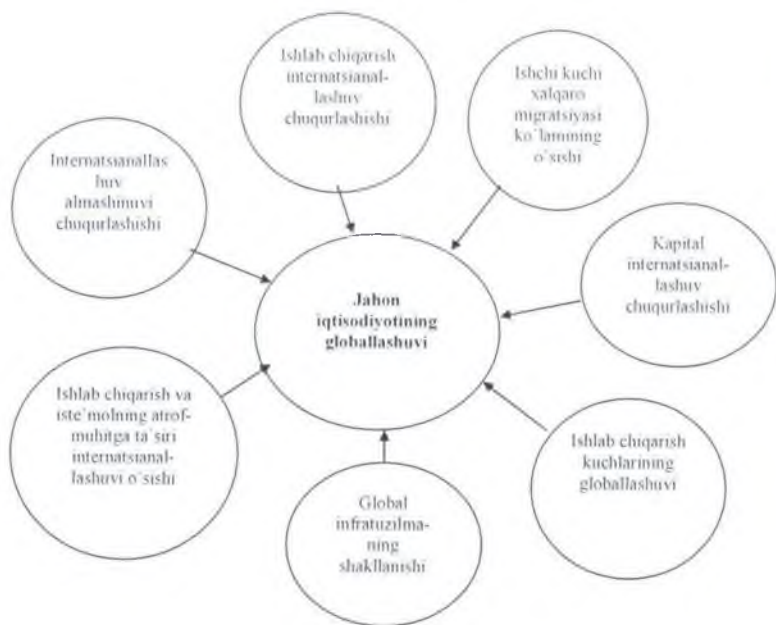 Ishlab chiqarish
internatsianal-
lashuv
chuqurlashishi
Ishchi kuchi
xalqaro
migratsiyasi
ko`lamining
o`sishi
Internatsianallas
huv
almashinuvi
chuqurlashishi
Kapital
internatsianal-
lashuv
chuqurlashishi
Jahon
iqtisodiyotining
globallashuvi
Ishlab chiqarish va
iste`molning atrof-
muhitga ta`siri
internatsianal-
lashuvi o`sishi
Ishlab chiqarish
kuchlarining
globallashuvi
Global
infratuzilma-
ning
shakllanishi